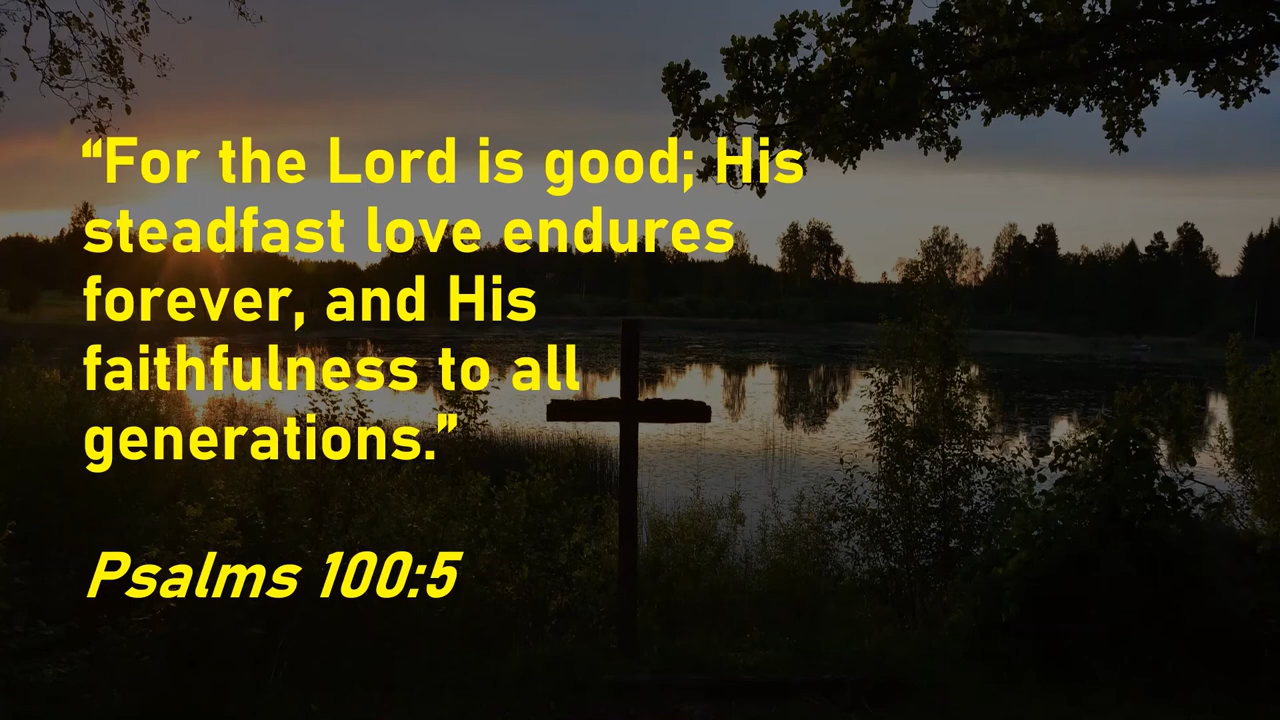 “For the Lord is good; His
steadfast love endures
forever, and His
faithfulness to all
generations.”
Psalms 100:5